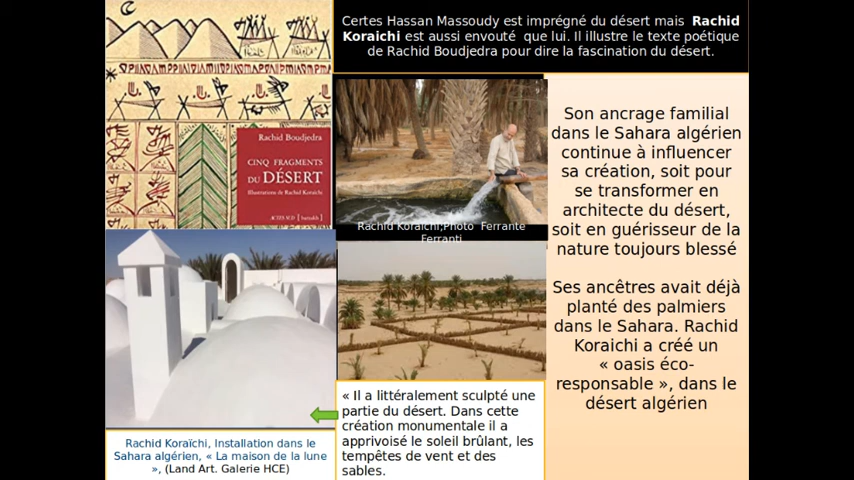 Certes Hassan Massoudy est imprégné du désert mais Rachid
Koraichi est aussi envouté que lui. Il illustre le texte poétique
de Rachid Boudjedra pour dire la fascination du désert.
Rachid Boudjedra
CINQ FRAGMENTS
DU DÉSERT
Illustrations de Rachid Koraïchi
ACTES SUD [barzakh]
Rachid Koraichi;Photo Ferrante
Ferranti
Son ancrage familial
dans le Sahara algérien
continue à influencer
sa création, soit pour
se transformer en
architecte du désert,
soit en guérisseur de la
nature toujours blessé
Ses ancêtres avait déjà
planté des palmiers
dans le Sahara. Rachid
Koraichi a créé un
« oasis éco-
responsable », dans le
désert algérien
« Il a littéralement sculpté une
partie du désert. Dans cette
création monumentale il a
apprivoisé le soleil brûlant, les
tempêtes de vent et des
sables.
Rachid Koraïchi, Installation dans le
Sahara algérien, « La maison de la lune
», (Land Art. Galerie HCE)